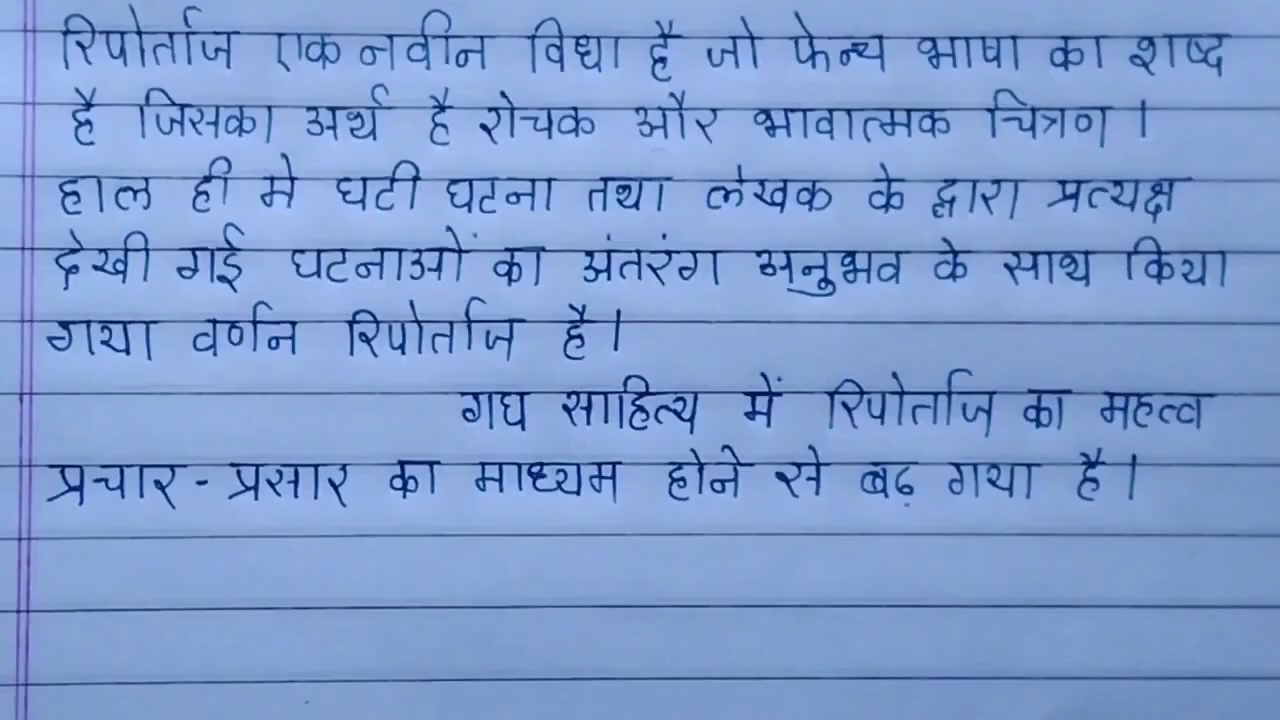 रिपोर्ताज एक नवीन विधा है जो फेन्च भाषा का शब्द
है जिसका अर्थ है रोचक और भावात्मक चित्रण।
हाल ही मे घटी घटना तथा लेखक के द्वारा प्रत्यक्ष
देखी गई घटनाओं का अंतरंग अनुभव के साथ किया
गया वर्णन रिपोर्ताज है।
गद्य साहित्य में रिपोर्ताज का महत्व
प्रचार-प्रसार का माध्यम होने से बढ़ गया है।